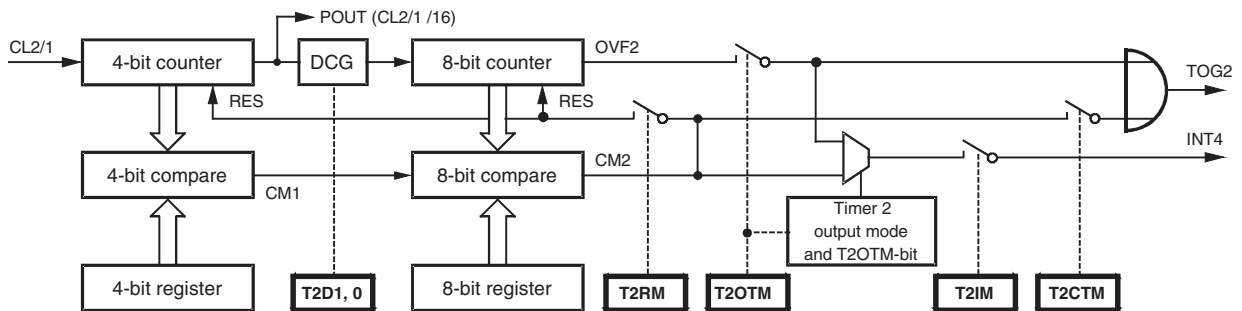 POUT (CL2/1 /16)
CL2/1
4-bit counter
DCG
8-bit counter
OVF2
TOG2
RES
RES
INT4
4-bit compare
CM1
8-bit compare
CM2
Timer 2
output mode
and T2OTM-bit
4-bit register
T2D1, 0
8-bit register
T2RM
T2OTM
T2IM
T2CTM